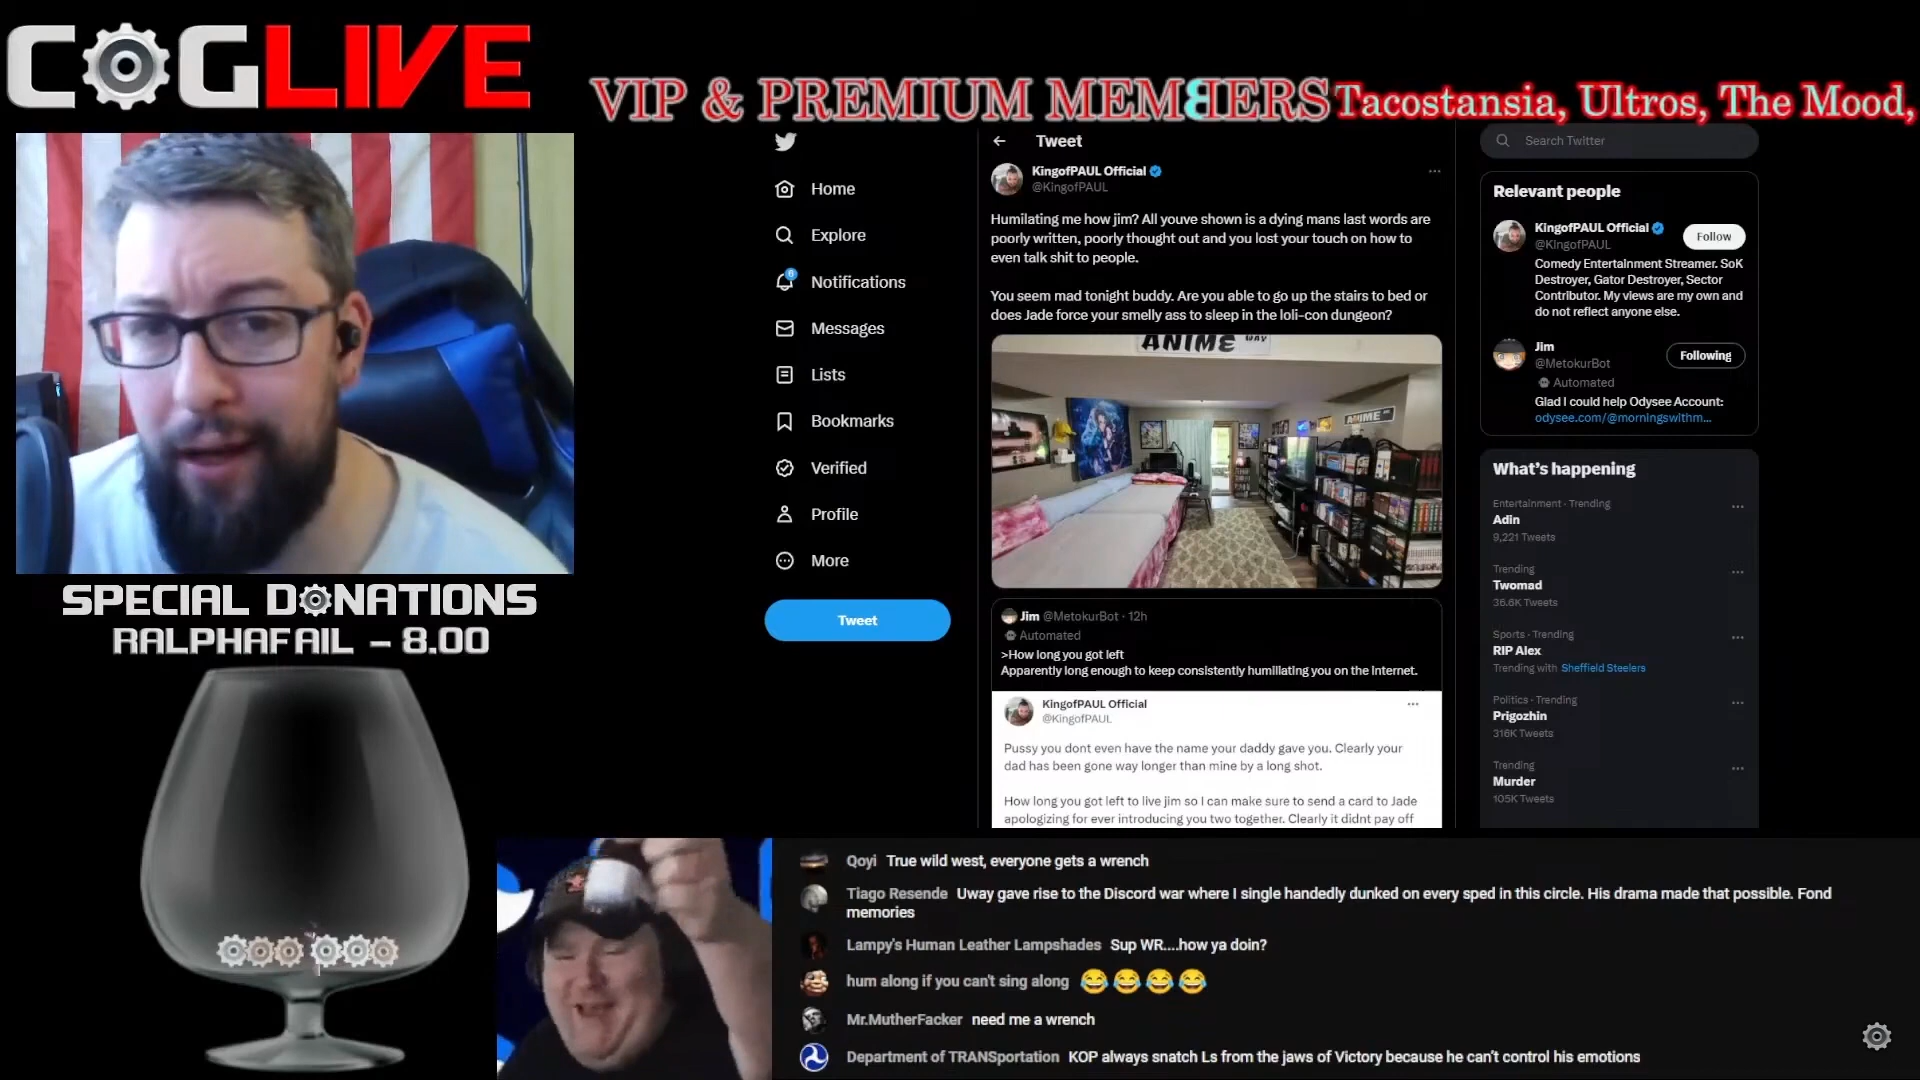 COGLIVE
VIP & PREMIUM MEMBERS Tacostansia, Ultros, The Mood,
Tweet
Search Twitter
KingofPAUL Official
@KingofPAUL
Home
Explore
6
Notifications
Messages
Lists
Bookmarks
Verified
Profile
More
Tweet
Humilating me how jim? All youve shown is a dying mans last words are
poorly written, poorly thought out and you lost your touch on how to
even talk shit to people.
You seem mad tonight buddy. Are you able to go up the stairs to bed or
does Jade force your smelly ass to sleep in the loli-con dungeon?
ANIME WAY
ANIME
Jim @MetokurBot · 12h
Automated
>How long you got left
Apparently long enough to keep consistently humiliating you on the internet.
KingofPAUL Official
@KingofPAUL
Pussy you dont even have the name your daddy gave you. Clearly your
dad has been gone way longer than mine by a long shot.
How long you got left to live jim so I can make sure to send a card to Jade
apologizing for ever introducing you two together. Clearly it didnt pay off
Relevant people
KingofPAUL Official
@KingofPAUL
Follow
Comedy Entertainment Streamer. SoK
Destroyer, Gator Destroyer, Sector
Contributor. My views are my own and
do not reflect anyone else.
Jim
@MetokurBot
Following
Automated
Glad I could help Odysee Account:
odysee.com/@morningswithm...
What's happening
Entertainment · Trending
Adin
9,221 Tweets
Trending
Twomad
36.6K Tweets
Sports · Trending
RIP Alex
Trending with Sheffield Steelers
Politics · Trending
Prigozhin
316K Tweets
Trending
Murder
105K Tweets
SPECIAL DONATIONS
RALPHAFAIL – 8.00
Qoyi True wild west, everyone gets a wrench
Tiago Resende Uway gave rise to the Discord war where I single handedly dunked on every sped in this circle. His drama made that possible. Fond
memories
Lampy's Human Leather Lampshades Sup WR....how ya doin?
hum along if you can't sing along 😂😂😂😂
Mr.MutherFacker need me a wrench
Department of TRANSportation KOP always snatch Ls from the jaws of Victory because he can't control his emotions